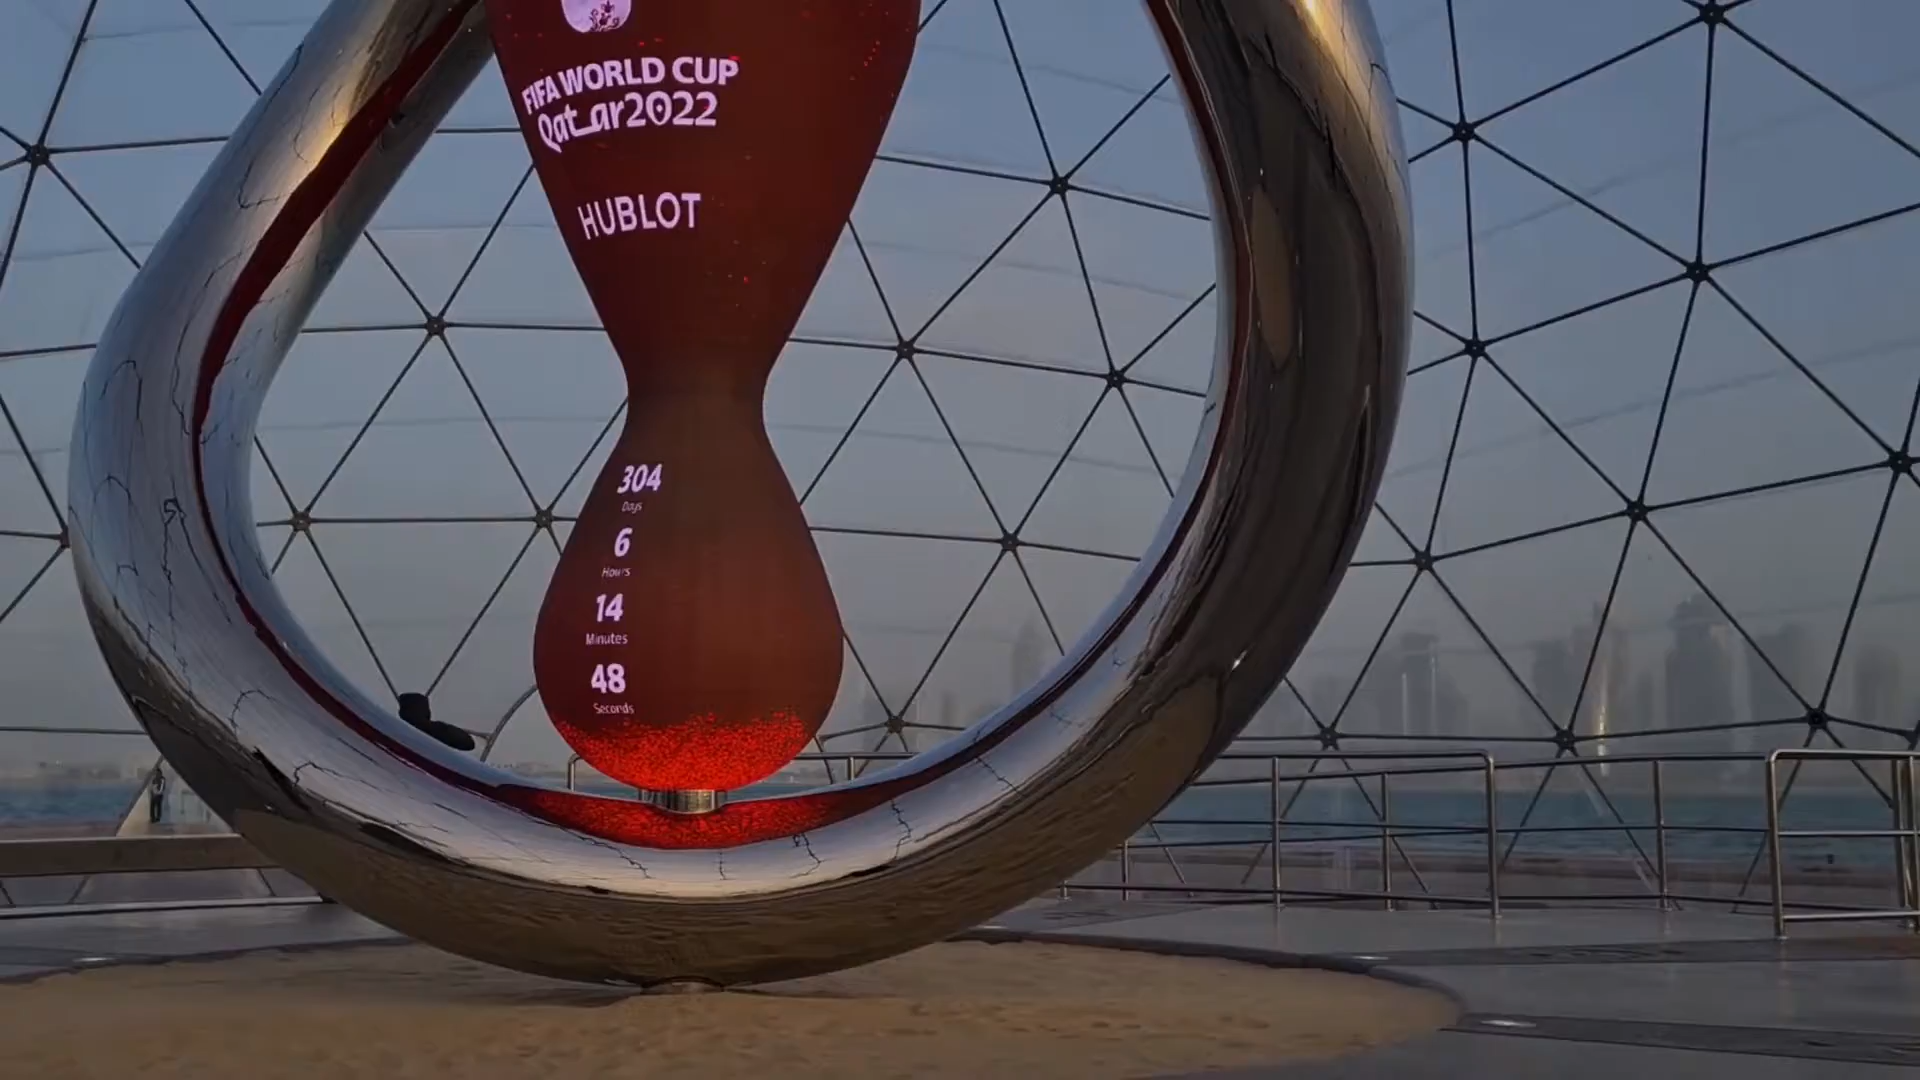 FIFA WORLD CUP
Qatar2022
HUBLOT
304
Days
6
Hours
14
Minutes
48
Seconds